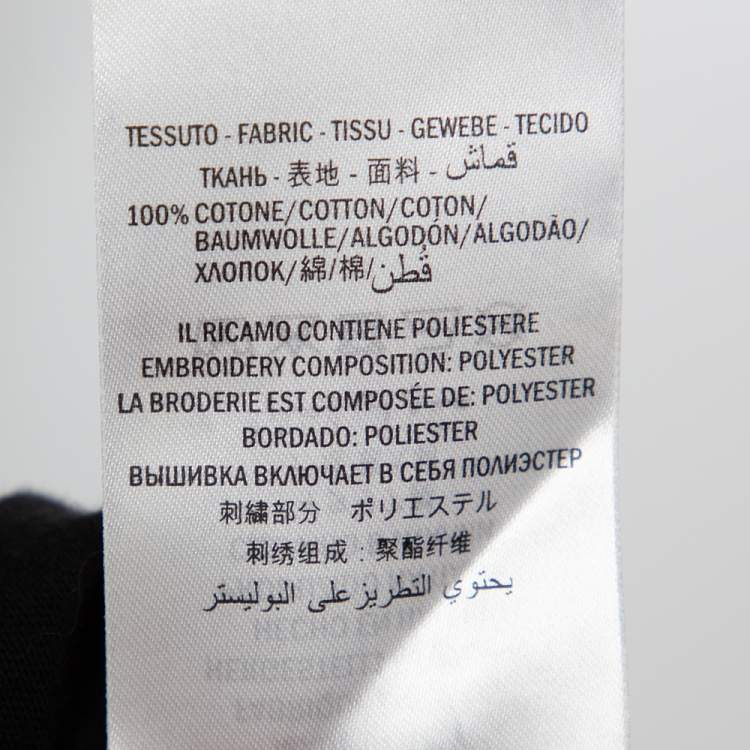 TESSUTO - FABRIC - TISSU - GEWEBE - TECIDO
ТКАНЬ - 表地 - 面料 - قماش
100% COTONE/COTTON/COTON/
BAUMWOLLE/ALGODÓN/ALGODÃO/
ХЛОПОК/綿/棉/قُطن
IL RICAMO CONTIENE POLIESTERE
EMBROIDERY COMPOSITION: POLYESTER
LA BRODERIE EST COMPOSÉE DE: POLYESTER
BORDADO: POLIESTER
ВЫШИВКА ВКЛЮЧАЕТ В СЕБЯ ПОЛИЭСТЕР
刺繍部分 ポリエステル
刺绣组成：聚酯纤维
يحتوي التطريز على البوليستر